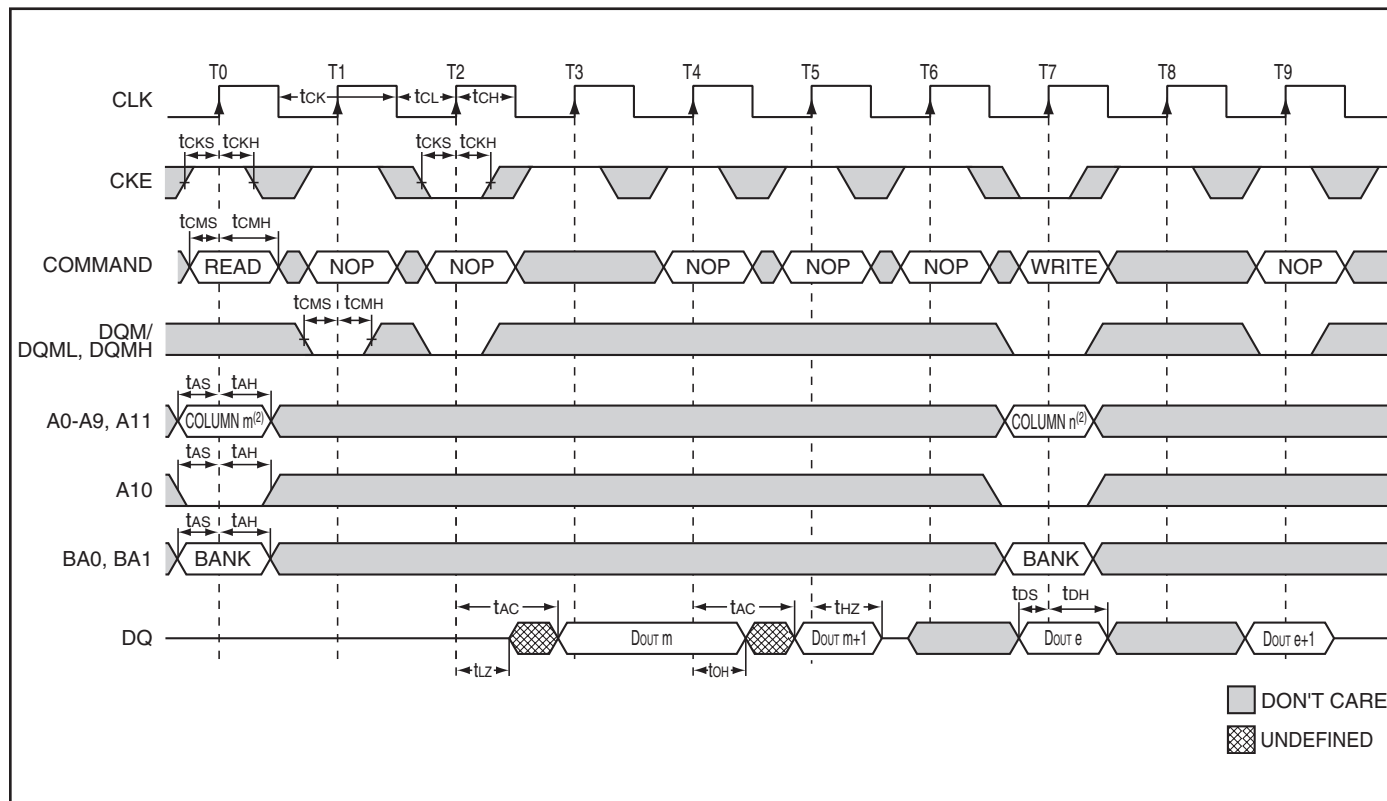 T0 T1 T2 T3 T4 T5 T6 T7 T8 T9
CLK tCK tCL tCH
tCKS tCKH tCKS tCKH
CKE
tCMS tCMH
COMMAND READ NOP NOP NOP NOP NOP WRITE NOP
tCMS tCMH
DQM/
DQML, DQMH
tAS tAH
A0-A9, A11 COLUMN m(2) COLUMN n(2)
tAS tAH
A10
tAS tAH
BA0, BA1 BANK BANK
tAC tAC tHZ tDS tDH
DQ DOUT m DOUT m+1 DOUT e DOUT e+1
tLZ tOH
DON'T CARE
UNDEFINED